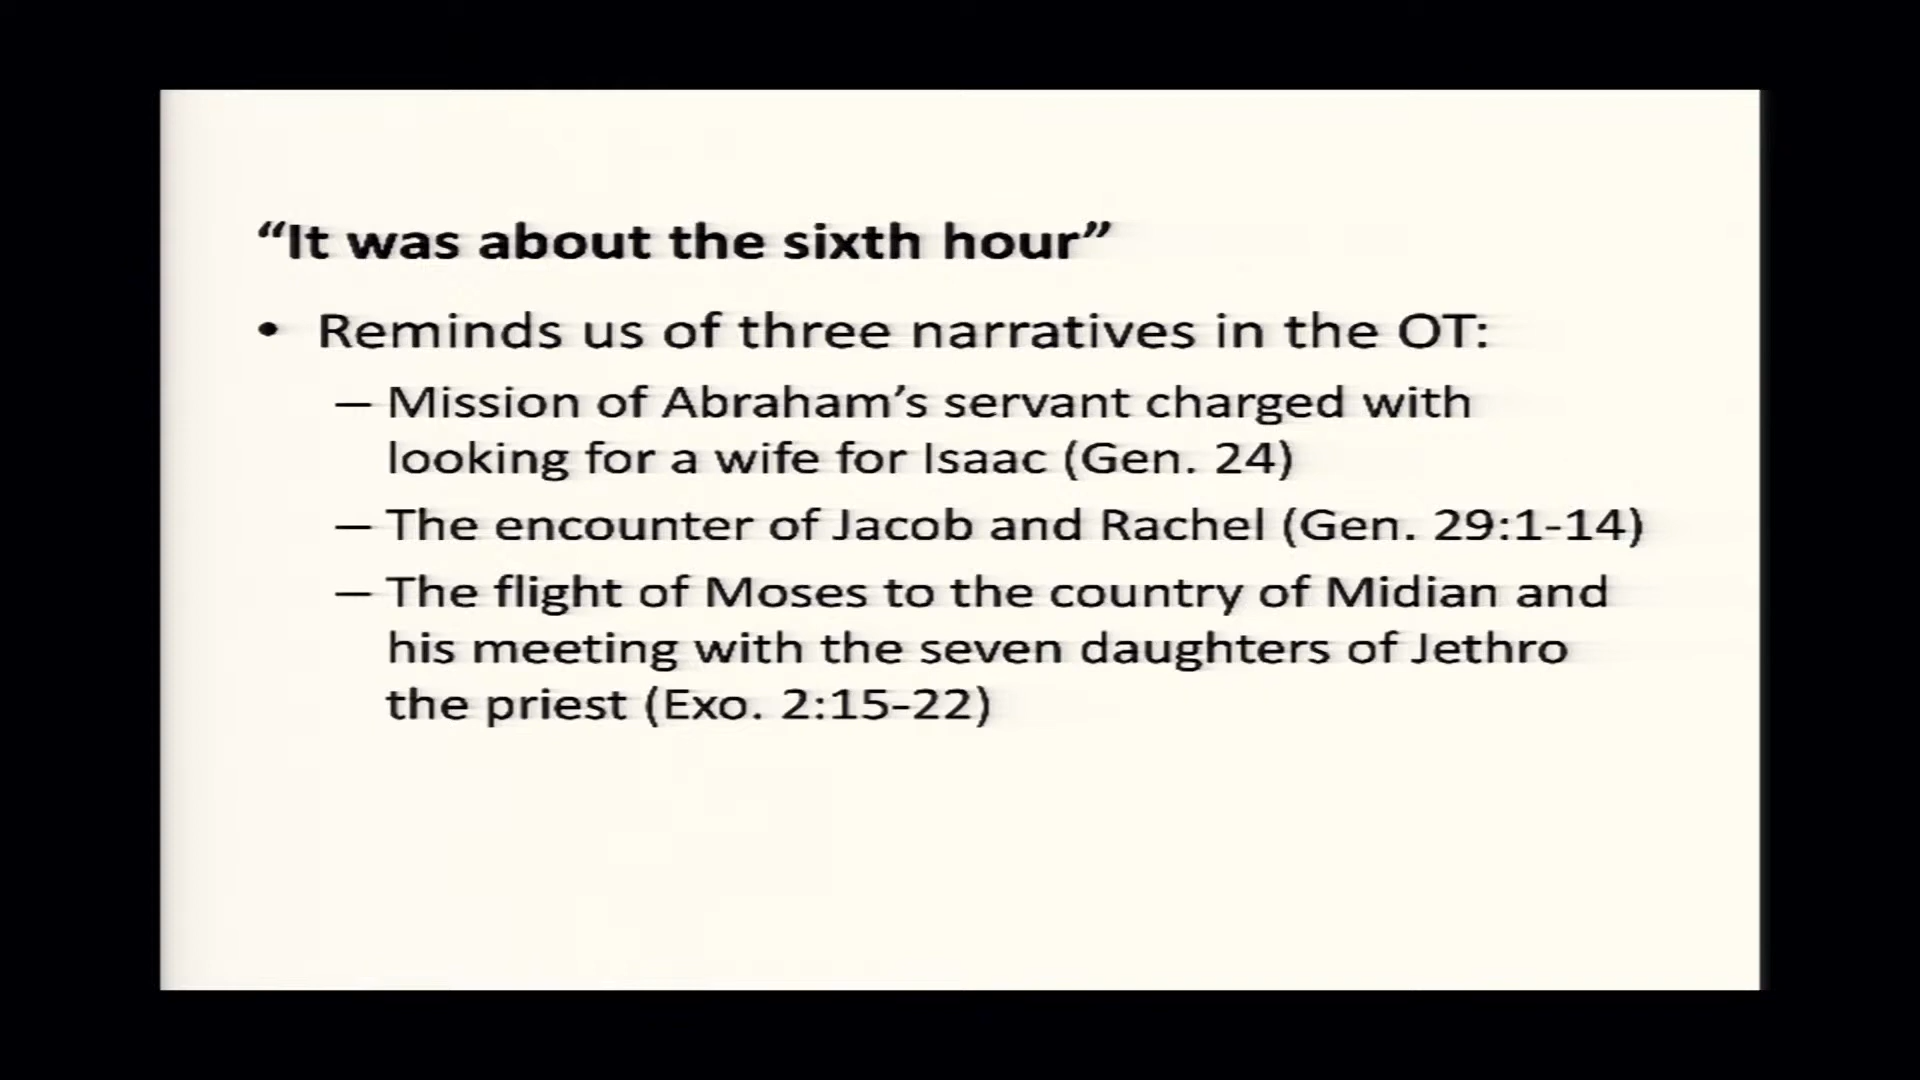 “It was about the sixth hour”
• Reminds us of three narratives in the OT:
– Mission of Abraham’s servant charged with
looking for a wife for Isaac (Gen. 24)
– The encounter of Jacob and Rachel (Gen. 29:1-14)
– The flight of Moses to the country of Midian and
his meeting with the seven daughters of Jethro
the priest (Exo. 2:15-22)